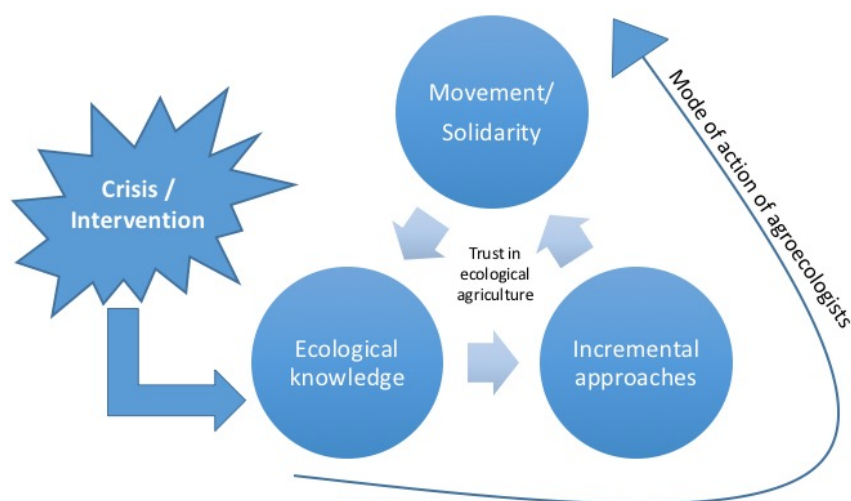 Movement/
Solidarity
Crisis /
Intervention
Mode of action of agroecologists
Trust in
ecological
agriculture
Ecological
knowledge
Incremental
approaches